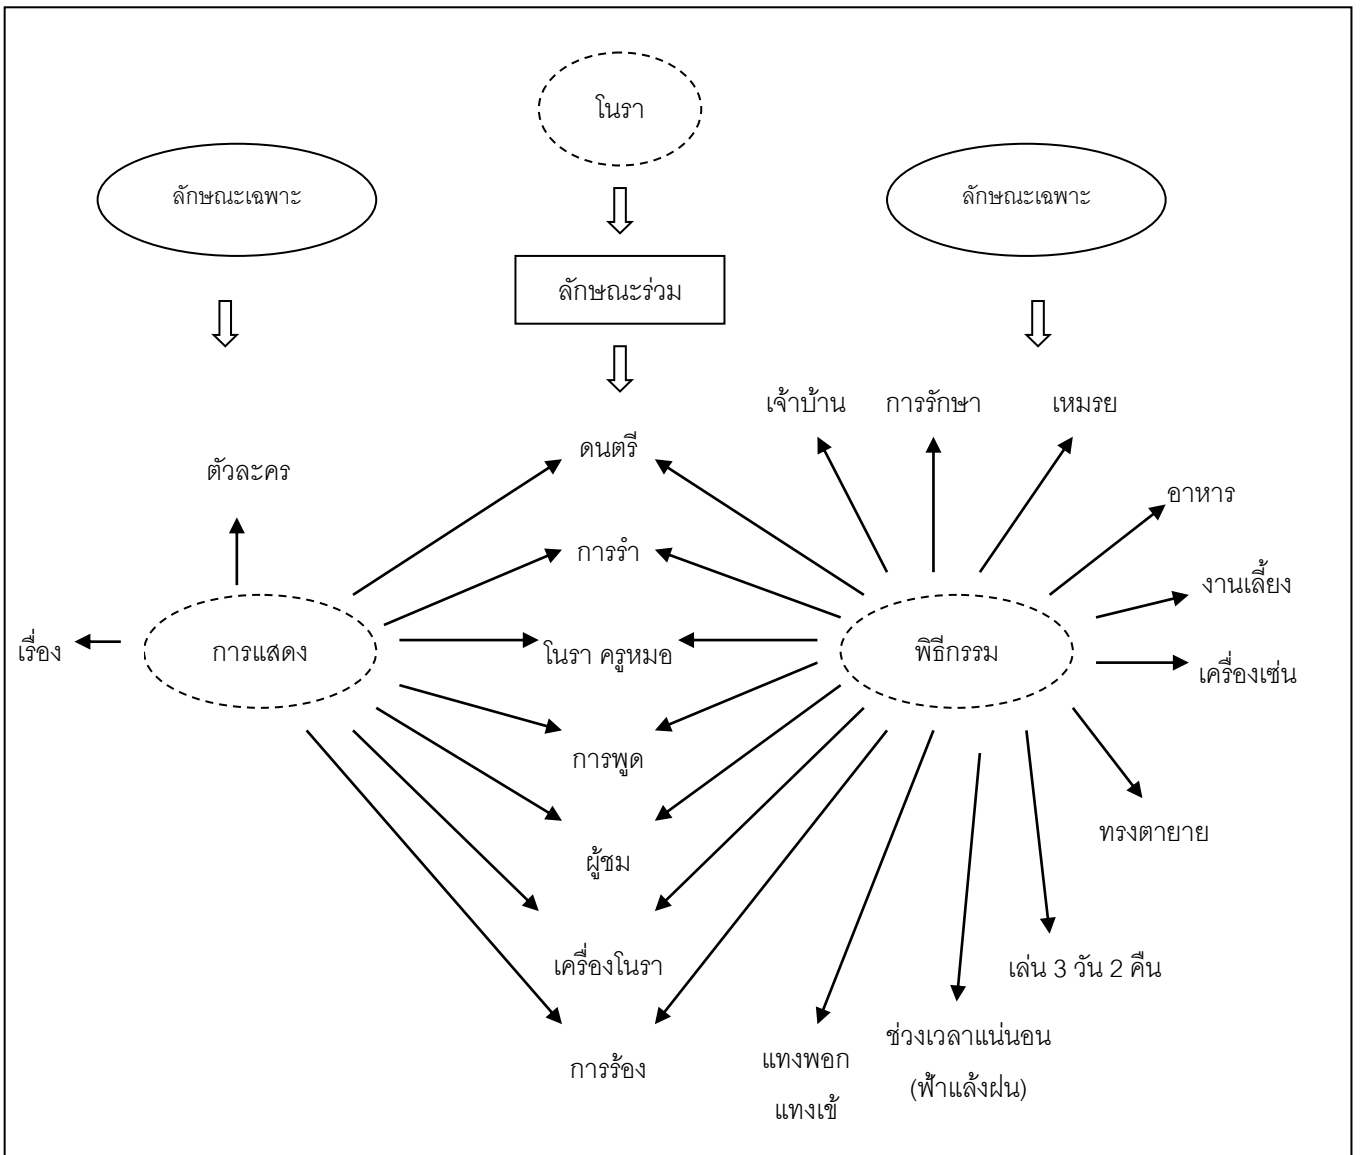 โนรา
ลักษณะเฉพาะ
ลักษณะเฉพาะ
ลักษณะร่วม
เจ้าบ้าน
การรักษา
เหมรย
ดนตรี
ตัวละคร
อาหาร
การรำ
งานเลี้ยง
เรื่อง
การแสดง
โนรา ครูหมอ
พิธีกรรม
เครื่องเซ่น
การพูด
ทรงตายาย
ผู้ชม
เครื่องโนรา
เล่น 3 วัน 2 คืน
ช่วงเวลาแน่นอน
(ฟ้าแล้งฝน)
การร้อง
แทงพอก
แทงเข้